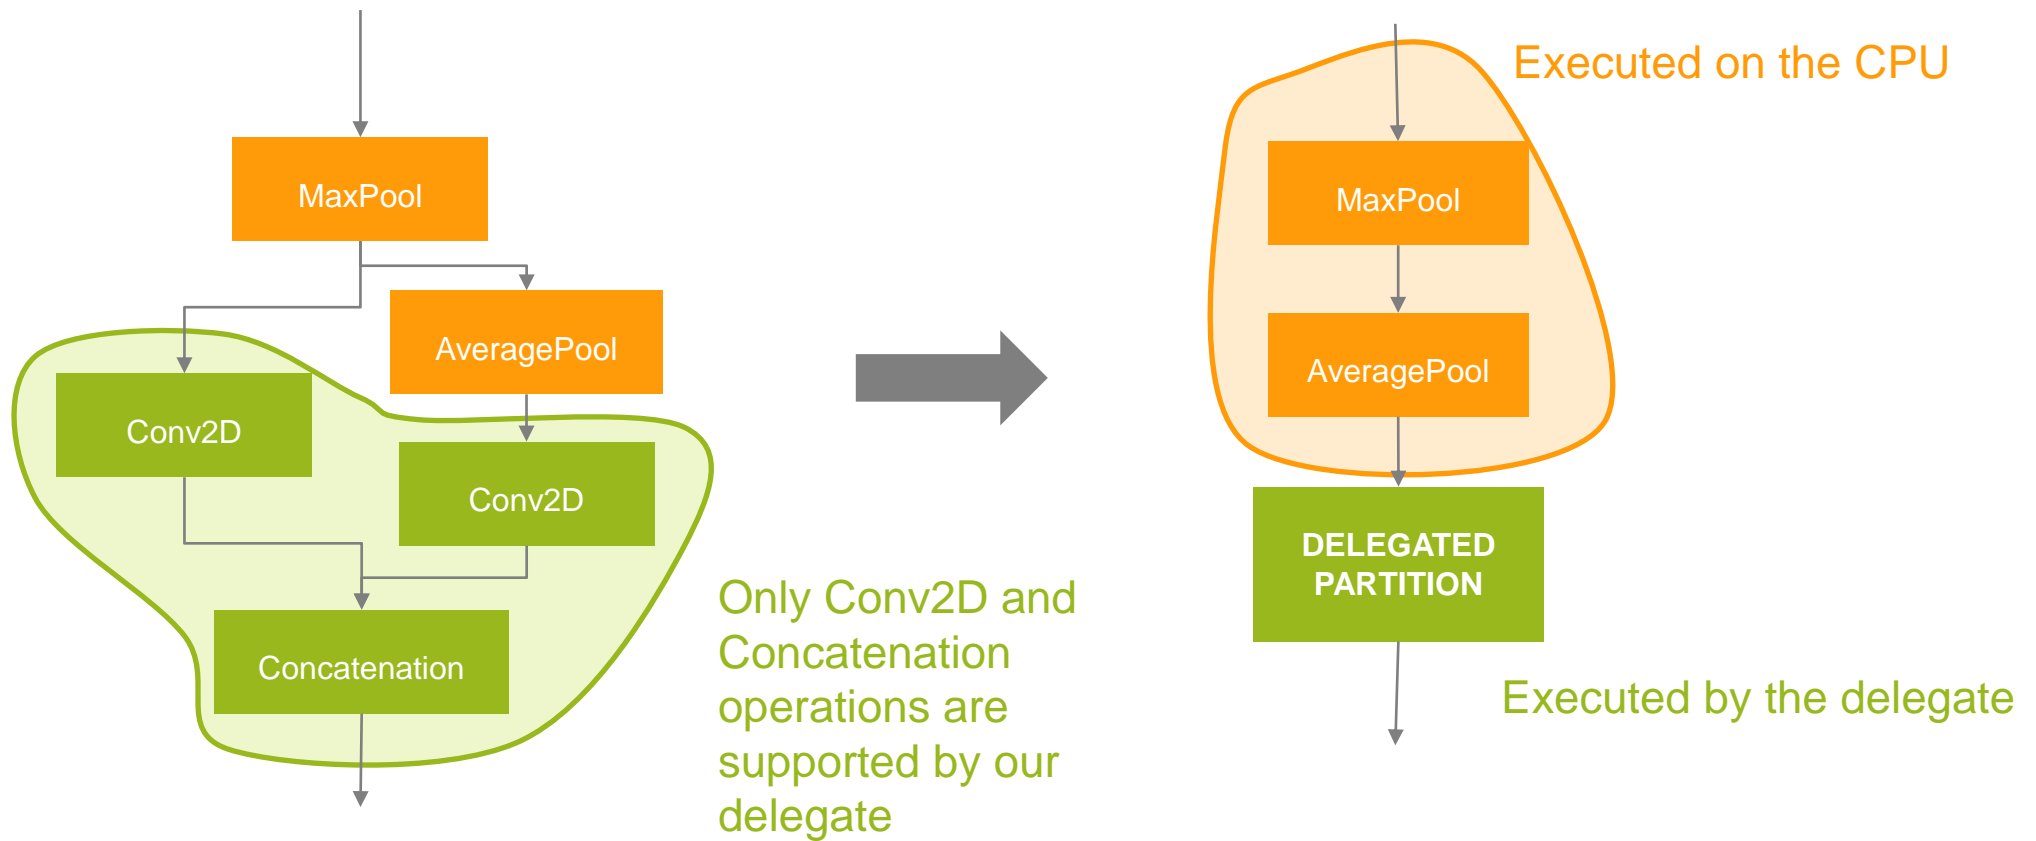 MaxPool
AveragePool
Conv2D
Conv2D
Concatenation
Only Conv2D and
Concatenation
operations are
supported by our
delegate
Executed on the CPU
MaxPool
AveragePool
DELEGATED
PARTITION
Executed by the delegate